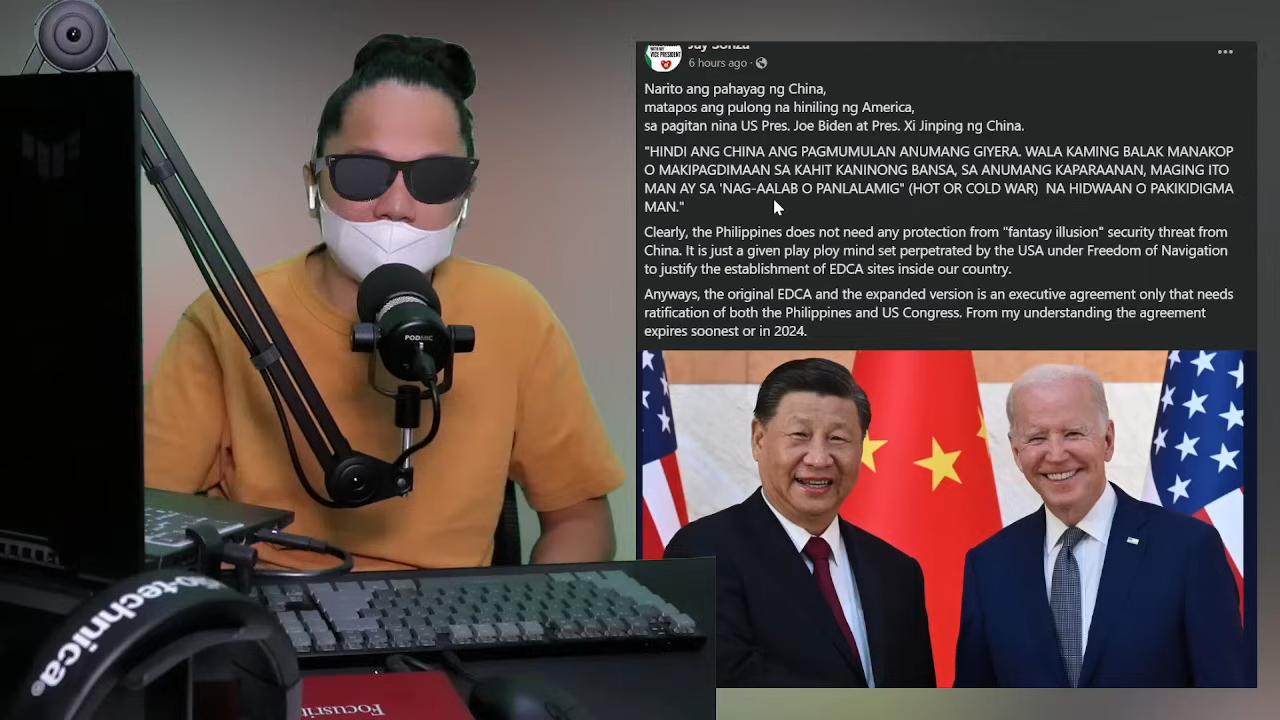 Jay Sonza
6 hours ago ·
Narito ang pahayag ng China,
matapos ang pulong na hiniling ng America,
sa pagitan nina US Pres. Joe Biden at Pres. Xi Jinping ng China.
"HINDI ANG CHINA ANG PAGMUMULAN ANUMANG GIYERA. WALA KAMING BALAK MANAKOP
O MAKIPAGDIMAAN SA KAHIT KANINONG BANSA, SA ANUMANG KAPARAANAN, MAGING ITO
MAN AY SA 'NAG-AALAB O PANLALAMIG" (HOT OR COLD WAR) NA HIDWAAN O PAKIKIDIGMA
MAN."
Clearly, the Philippines does not need any protection from "fantasy illusion" security threat from
China. It is just a given play ploy mind set perpetrated by the USA under Freedom of Navigation
to justify the establishment of EDCA sites inside our country.
Anyways, the original EDCA and the expanded version is an executive agreement only that needs
ratification of both the Philippines and US Congress. From my understanding the agreement
expires soonest or in 2024.
VICE PRESIDENT
PODMIC
audio-technica
Focusrite